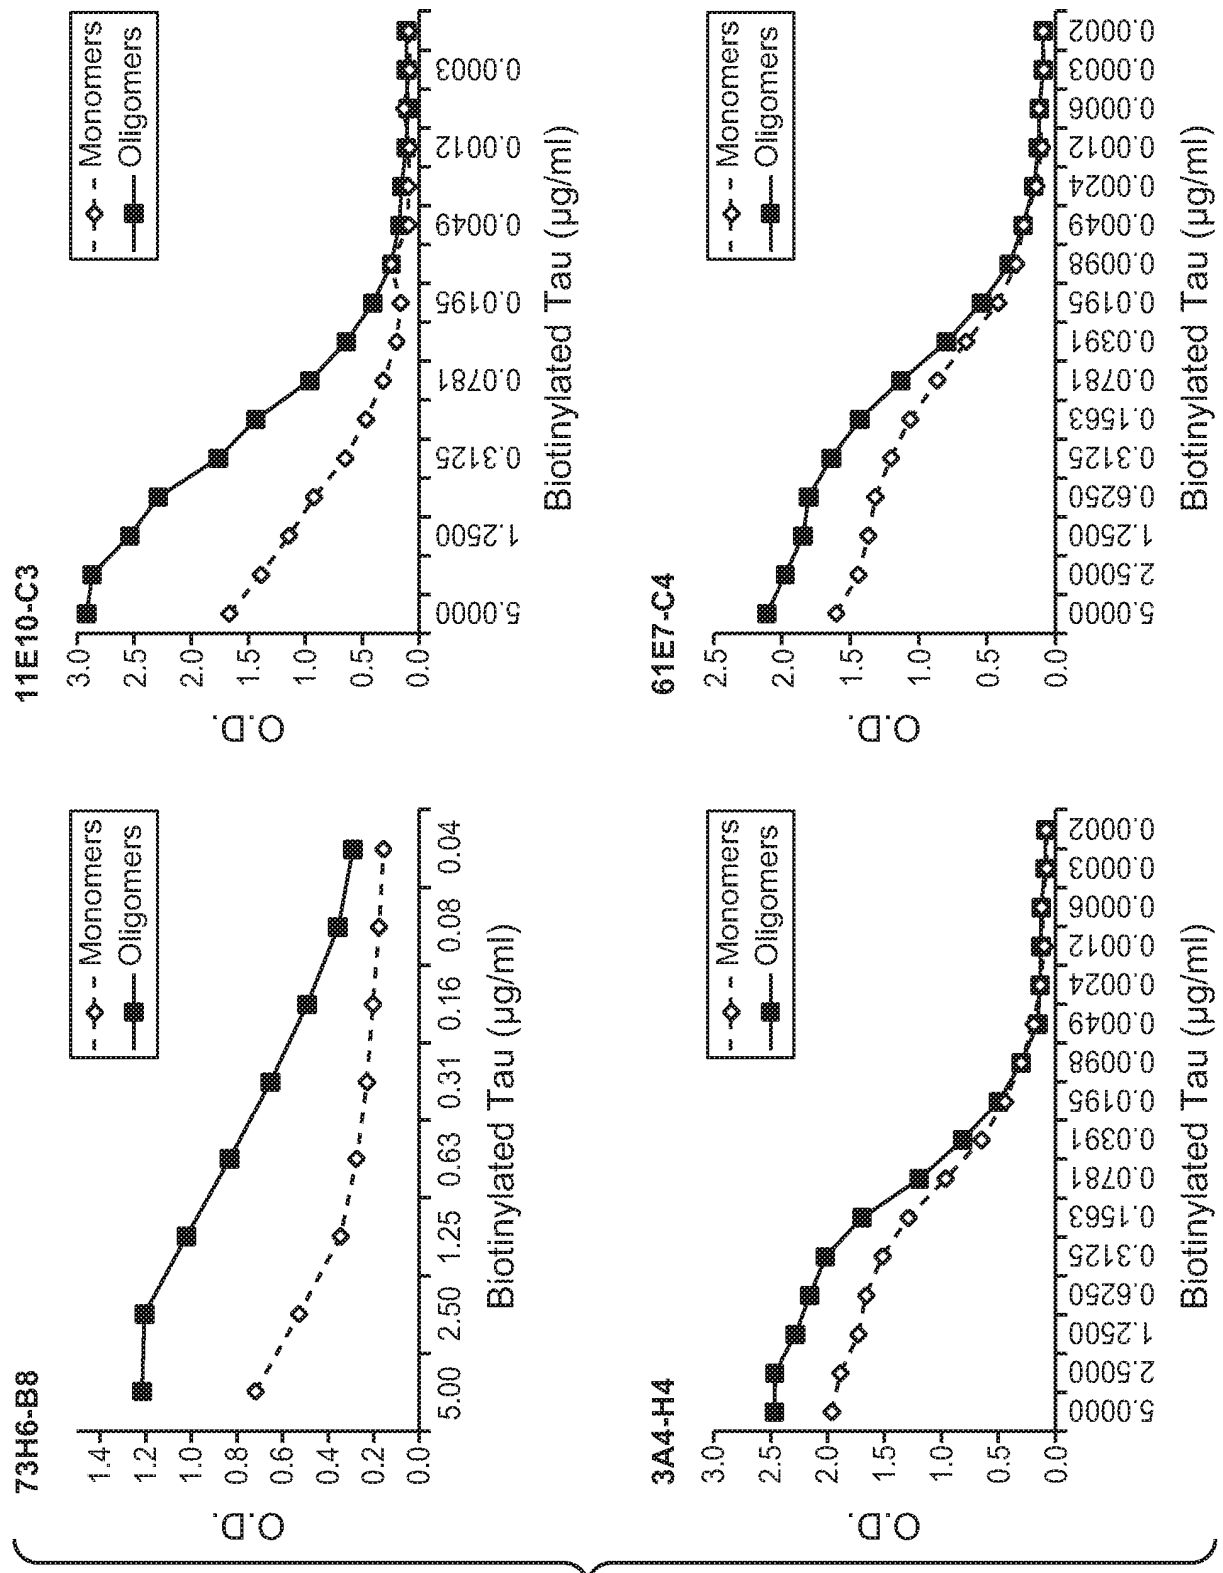 73H6-B8
O.D.
1.4
1.2
1.0
0.8
0.6
0.4
0.2
0.0
5.00 2.50 1.25 0.63 0.31 0.16 0.08 0.04
Biotinylated Tau (µg/ml)
Monomers
Oligomers
11E10-C3
O.D.
3.0
2.5
2.0
1.5
1.0
0.5
0.0
5.0000 1.2500 0.3125 0.0781 0.0195 0.0049 0.0012 0.0003
Biotinylated Tau (µg/ml)
Monomers
Oligomers
3A4-H4
O.D.
3.0
2.5
2.0
1.5
1.0
0.5
0.0
5.0000 2.5000 1.2500 0.6250 0.3125 0.1563 0.0781 0.0391 0.0195 0.0098 0.0049 0.0024 0.0012 0.0006 0.0003 0.0002
Biotinylated Tau (µg/ml)
Monomers
Oligomers
61E7-C4
O.D.
2.5
2.0
1.5
1.0
0.5
0.0
5.0000 2.5000 1.2500 0.6250 0.3125 0.1563 0.0781 0.0391 0.0195 0.0098 0.0049 0.0024 0.0012 0.0006 0.0003 0.0002
Biotinylated Tau (µg/ml)
Monomers
Oligomers